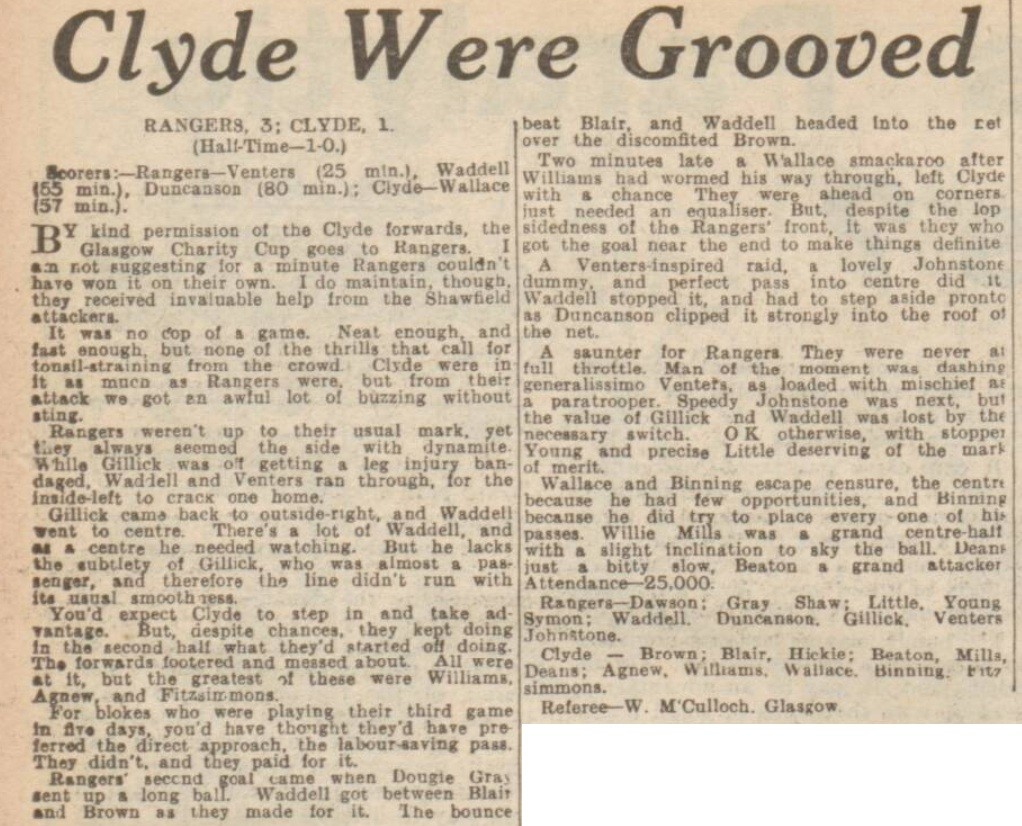 Clyde Were Grooved
RANGERS, 3; CLYDE, 1.
(Half-Time—1-0.)
Scorers:—Rangers—Venters (25 min.), Waddell
(55 min.), Duncanson (80 min.); Clyde—Wallace
(57 min.).
BY kind permission of the Clyde forwards, the
Glasgow Charity Cup goes to Rangers. I
am not suggesting for a minute Rangers couldn't
have won it on their own. I do maintain, though,
they received invaluable help from the Shawfield
attackers.
It was no cop of a game. Neat enough, and
fast enough, but none of the thrills that call for
tonsil-straining from the crowd. Clyde were in
it as much as Rangers were, but from their
attack we got an awful lot of buzzing without
sting.
Rangers weren't up to their usual mark, yet
they always seemed the side with dynamite.
While Gillick was off getting a leg injury ban-
daged, Waddell and Venters ran through, for the
inside-left to crack one home.
Gillick came back to outside-right, and Waddell
went to centre. There's a lot of Waddell, and
as a centre he needed watching. But he lacks
the subtlety of Gillick, who was almost a pas-
senger, and therefore the line didn't run with
its usual smoothness.
You'd expect Clyde to step in and take ad-
vantage. But, despite chances, they kept doing
in the second half what they'd started off doing.
The forwards footered and messed about. All were
at it, but the greatest of these were Williams,
Agnew, and Fitzsimmons.
For blokes who were playing their third game
in five days, you'd have thought they'd have pre-
ferred the direct approach, the labour-saving pass.
They didn't, and they paid for it.
Rangers' second goal came when Dougie Gray
sent up a long ball. Waddell got between Blair
and Brown as they made for it. The bounce
beat Blair, and Waddell headed into the net
over the discomfited Brown.
Two minutes late a Wallace smackaroo after
Williams had wormed his way through, left Clyde
with a chance They were ahead on corners
just needed an equaliser. But, despite the lop
sidedness of the Rangers' front, it was they who
got the goal near the end to make things definite
A Venters-inspired raid, a lovely Johnstone
dummy, and perfect pass into centre did it
Waddell stopped it, and had to step aside pronto
as Duncanson clipped it strongly into the roof of
the net.
A saunter for Rangers. They were never at
full throttle. Man of the moment was dashing
generalissimo Venters, as loaded with mischief as
a paratrooper. Speedy Johnstone was next, but
the value of Gillick nd Waddell was lost by the
necessary switch. O K otherwise, with stopper
Young and precise Little deserving of the mark
of merit.
Wallace and Binning escape censure, the centre
because he had few opportunities, and Binning
because he did try to place every one of his
passes. Willie Mills was a grand centre-half
with a slight inclination to sky the ball. Deans
just a bitty slow, Beaton a grand attacker
Attendance—25,000.
Rangers—Dawson; Gray Shaw; Little, Young
Symon; Waddell. Duncanson. Gillick. Venters
Johnstone.
Clyde — Brown; Blair, Hickie; Beaton, Mills,
Deans; Agnew, Williams, Wallace. Binning. Fitz
simmons.
Referee—W. M'Culloch. Glasgow